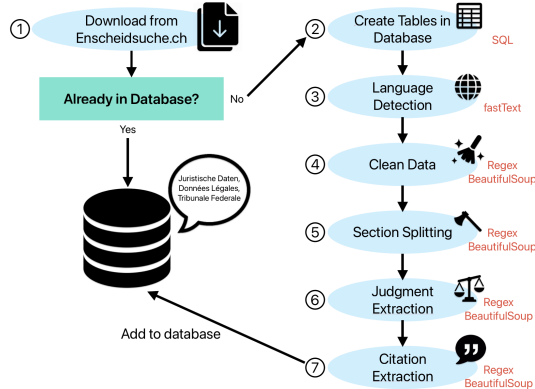 1
Download from
Enscheidsuche.ch
Already in Database?
No
Yes
Juristische Daten,
Données Légales,
Tribunale Federale
Add to database
2
Create Tables in
Database
SQL
3
Language
Detection
fastText
4
Clean Data
Regex
BeautifulSoup
5
Section Splitting
Regex
BeautifulSoup
6
Judgment
Extraction
Regex
BeautifulSoup
7
Citation
Extraction
Regex
BeautifulSoup